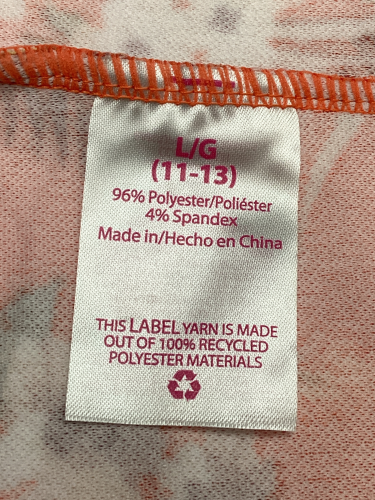 L/G
(11-13)
96% Polyester/Poliéster
4% Spandex
Made in/Hecho en China
THIS LABEL YARN IS MADE
OUT OF 100% RECYCLED
POLYESTER MATERIALS